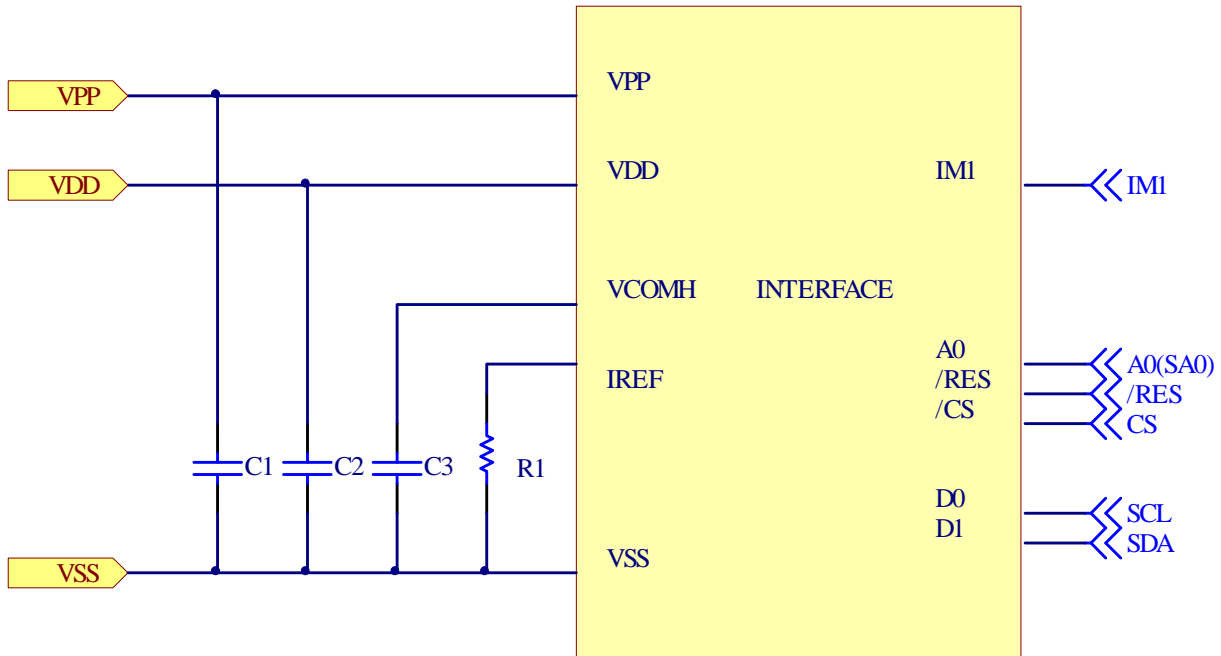 VPP
VPP
VDD
VDD
IM1
IM1
VCOMH
INTERFACE
IREF
A0
A0(SA0)
/RES
/RES
/CS
CS
C1
C2
C3
R1
D0
SCL
D1
SDA
VSS
VSS